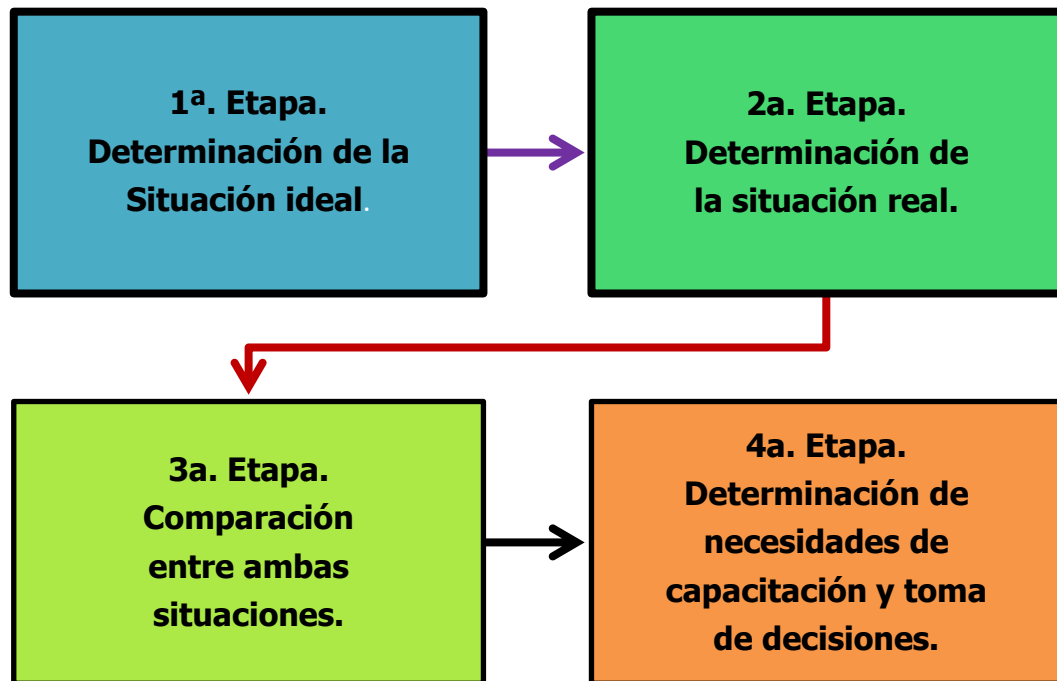 1ª. Etapa.
Determinación de la
Situación ideal.
2a. Etapa.
Determinación de
la situación real.
3a. Etapa.
Comparación
entre ambas
situaciones.
4a. Etapa.
Determinación de
necesidades de
capacitación y toma
de decisiones.